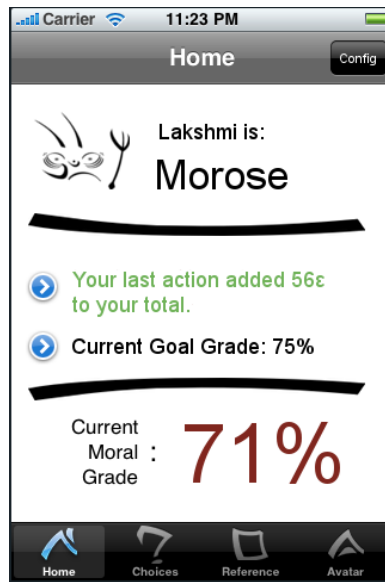 Carrier 11:23 PM
Home Config
Lakshmi is:
Morose
Your last action added 56ε
to your total.
Current Goal Grade: 75%
Current
Moral : 71%
Grade
Home Choices Reference Avatar